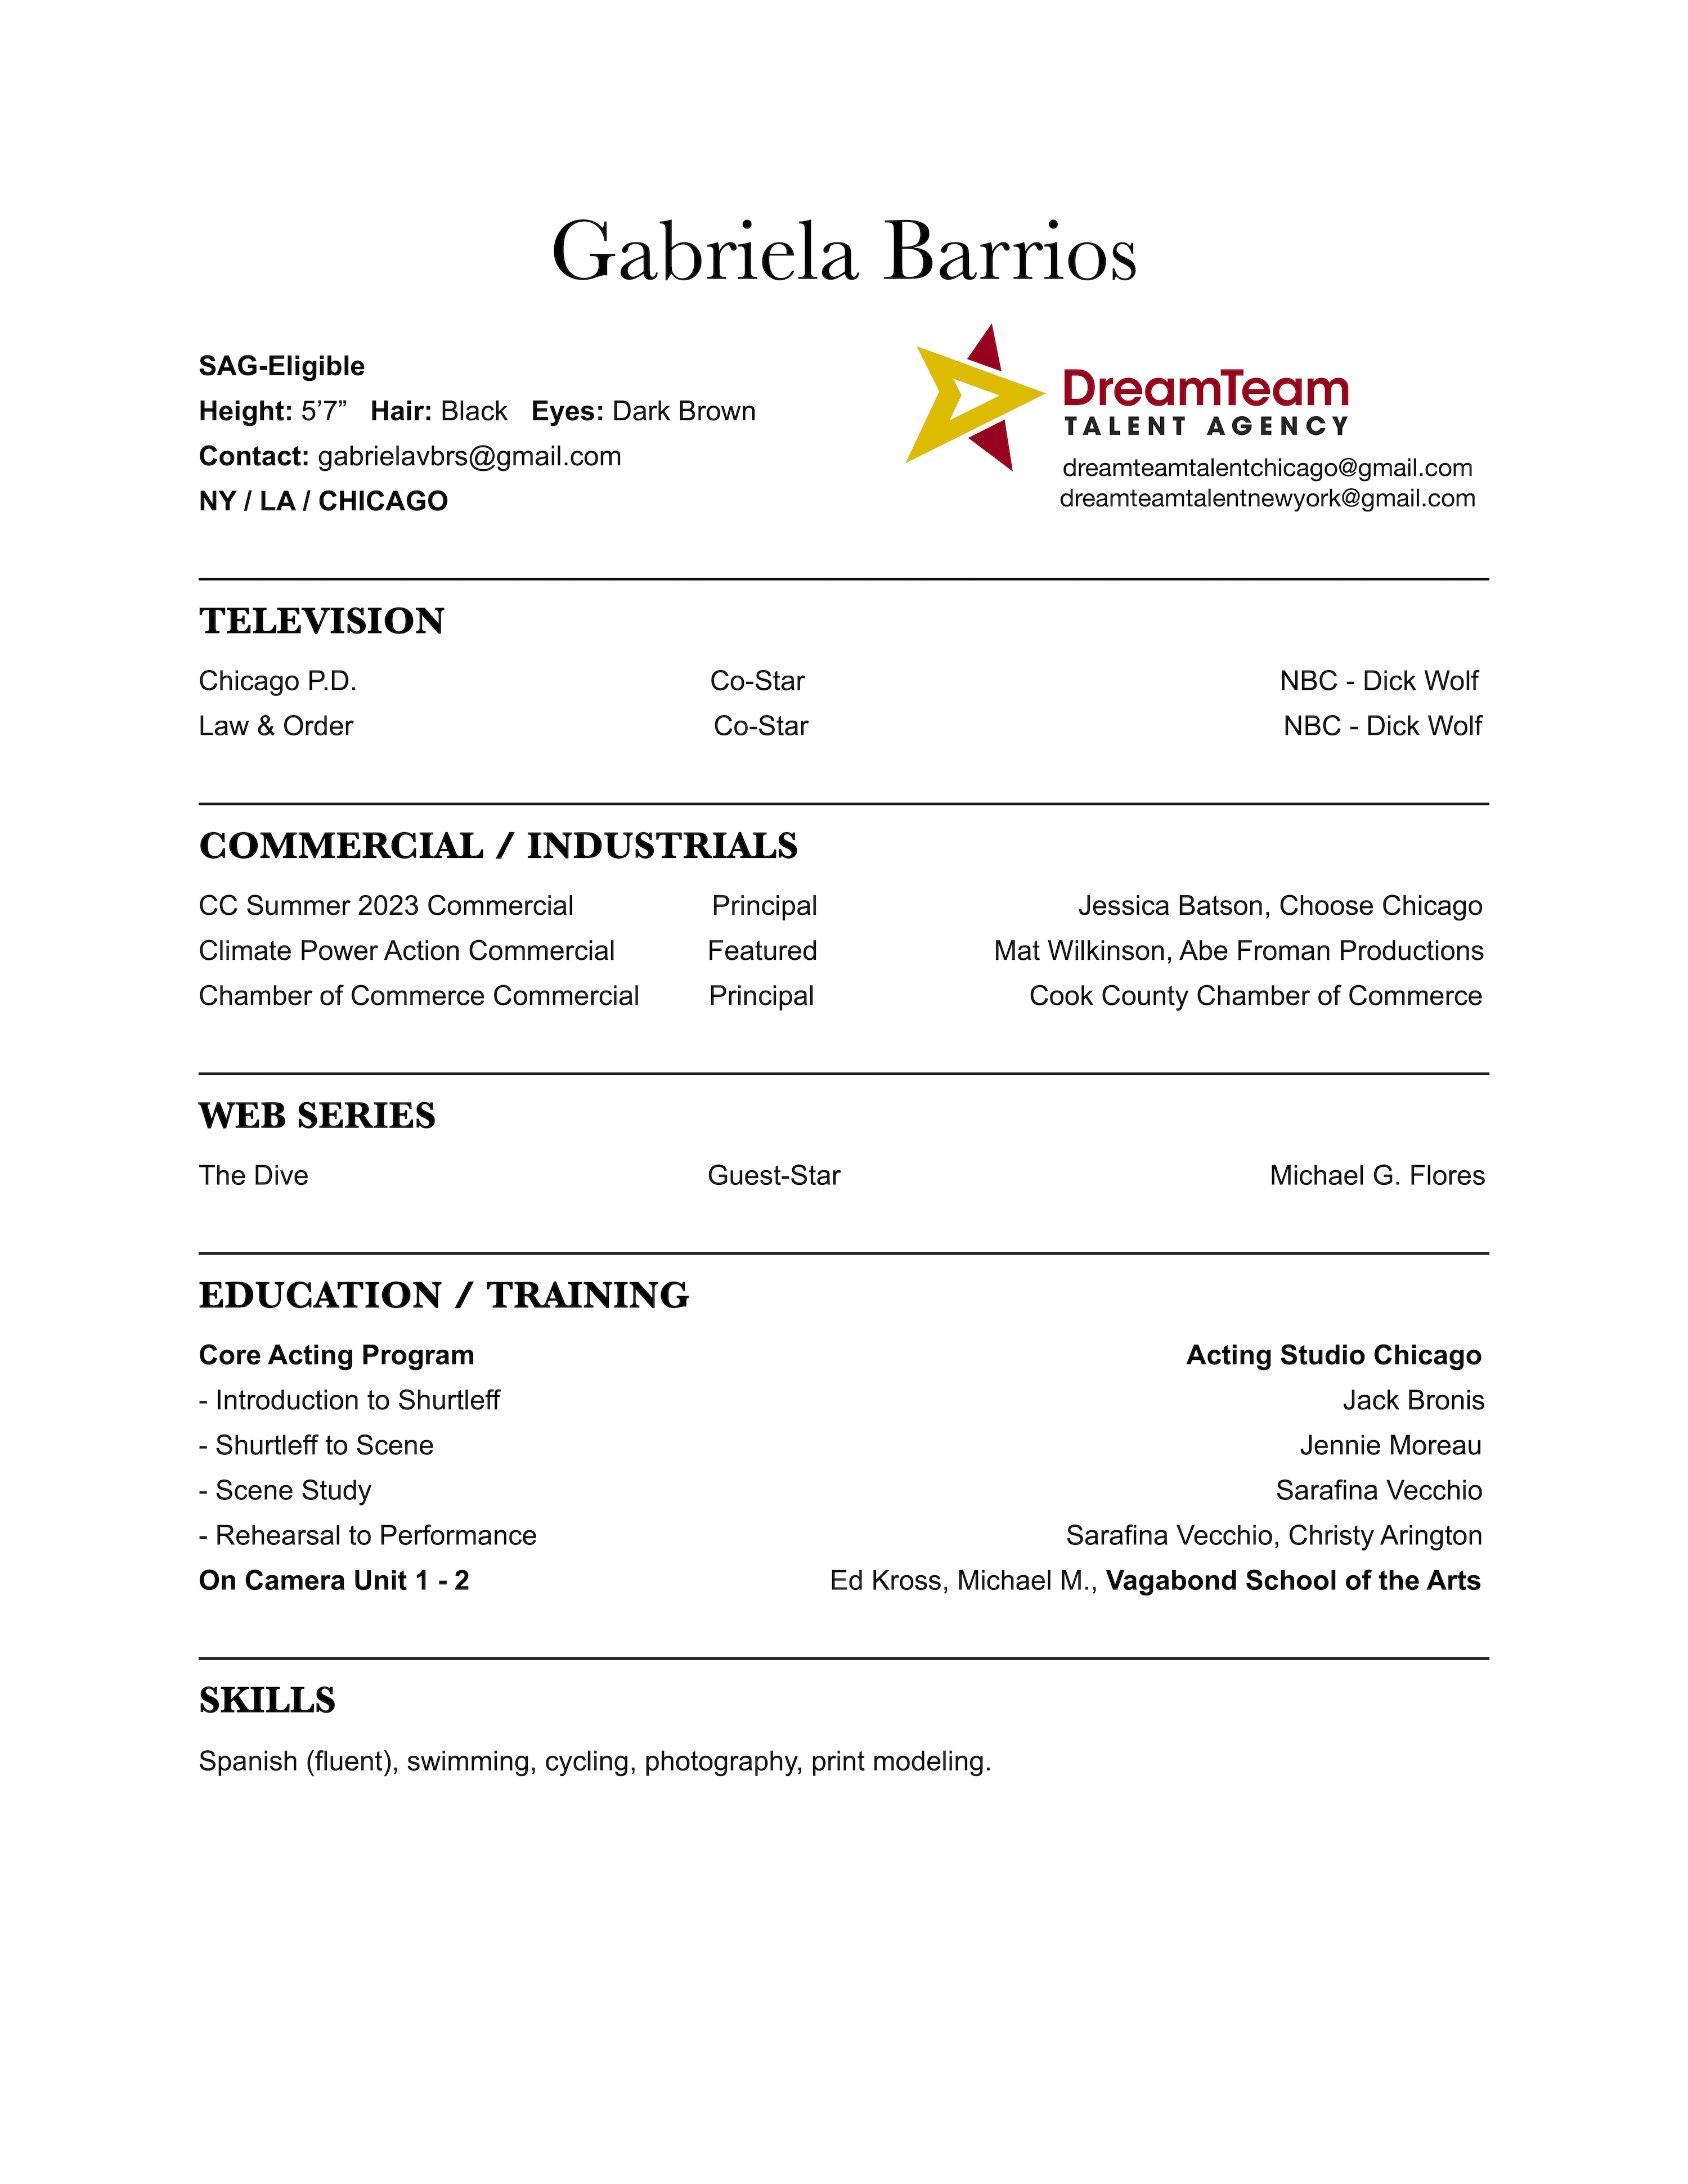 Gabriela Barrios
SAG-Eligible
Height: 5’7” Hair: Black Eyes: Dark Brown
Contact: gabrielavbrs@gmail.com
NY / LA / CHICAGO
DreamTeam
TALENT AGENCY
dreamteamtalentchicago@gmail.com
dreamteamtalentnewyork@gmail.com
TELEVISION
Chicago P.D. Co-Star NBC - Dick Wolf
Law & Order Co-Star NBC - Dick Wolf
COMMERCIAL / INDUSTRIALS
CC Summer 2023 Commercial Principal Jessica Batson, Choose Chicago
Climate Power Action Commercial Featured Mat Wilkinson, Abe Froman Productions
Chamber of Commerce Commercial Principal Cook County Chamber of Commerce
WEB SERIES
The Dive Guest-Star Michael G. Flores
EDUCATION / TRAINING
Core Acting Program Acting Studio Chicago
- Introduction to Shurtleff Jack Bronis
- Shurtleff to Scene Jennie Moreau
- Scene Study Sarafina Vecchio
- Rehearsal to Performance Sarafina Vecchio, Christy Arington
On Camera Unit 1 - 2 Ed Kross, Michael M., Vagabond School of the Arts
SKILLS
Spanish (fluent), swimming, cycling, photography, print modeling.